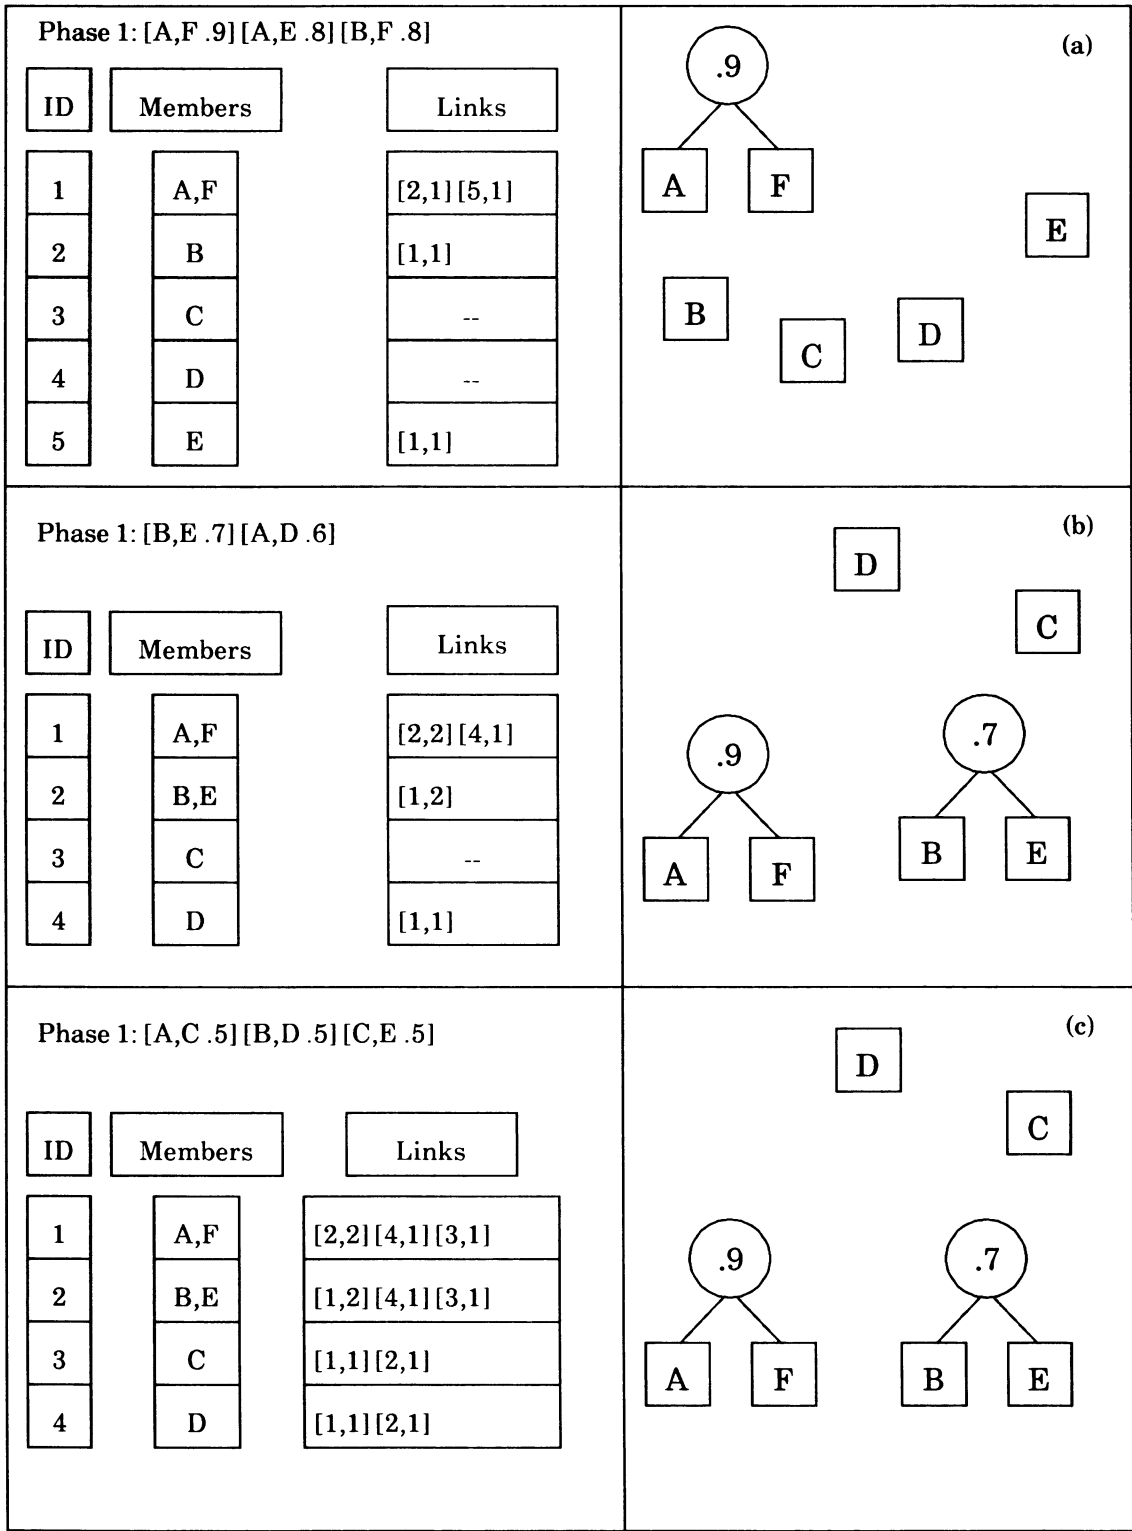 Phase 1: [A,F .9] [A,E .8] [B,F .8]
(a)
ID Members Links
1 A,F [2,1] [5,1]
2 B [1,1]
3 C --
4 D --
5 E [1,1]
.9
A F
E
B
C
D
Phase 1: [B,E .7] [A,D .6]
(b)
ID Members Links
1 A,F [2,2] [4,1]
2 B,E [1,2]
3 C --
4 D [1,1]
D
C
.9
.7
A F
B E
Phase 1: [A,C .5] [B,D .5] [C,E .5]
(c)
ID Members Links
1 A,F [2,2] [4,1] [3,1]
2 B,E [1,2] [4,1] [3,1]
3 C [1,1] [2,1]
4 D [1,1] [2,1]
D
C
.9
.7
A F
B E